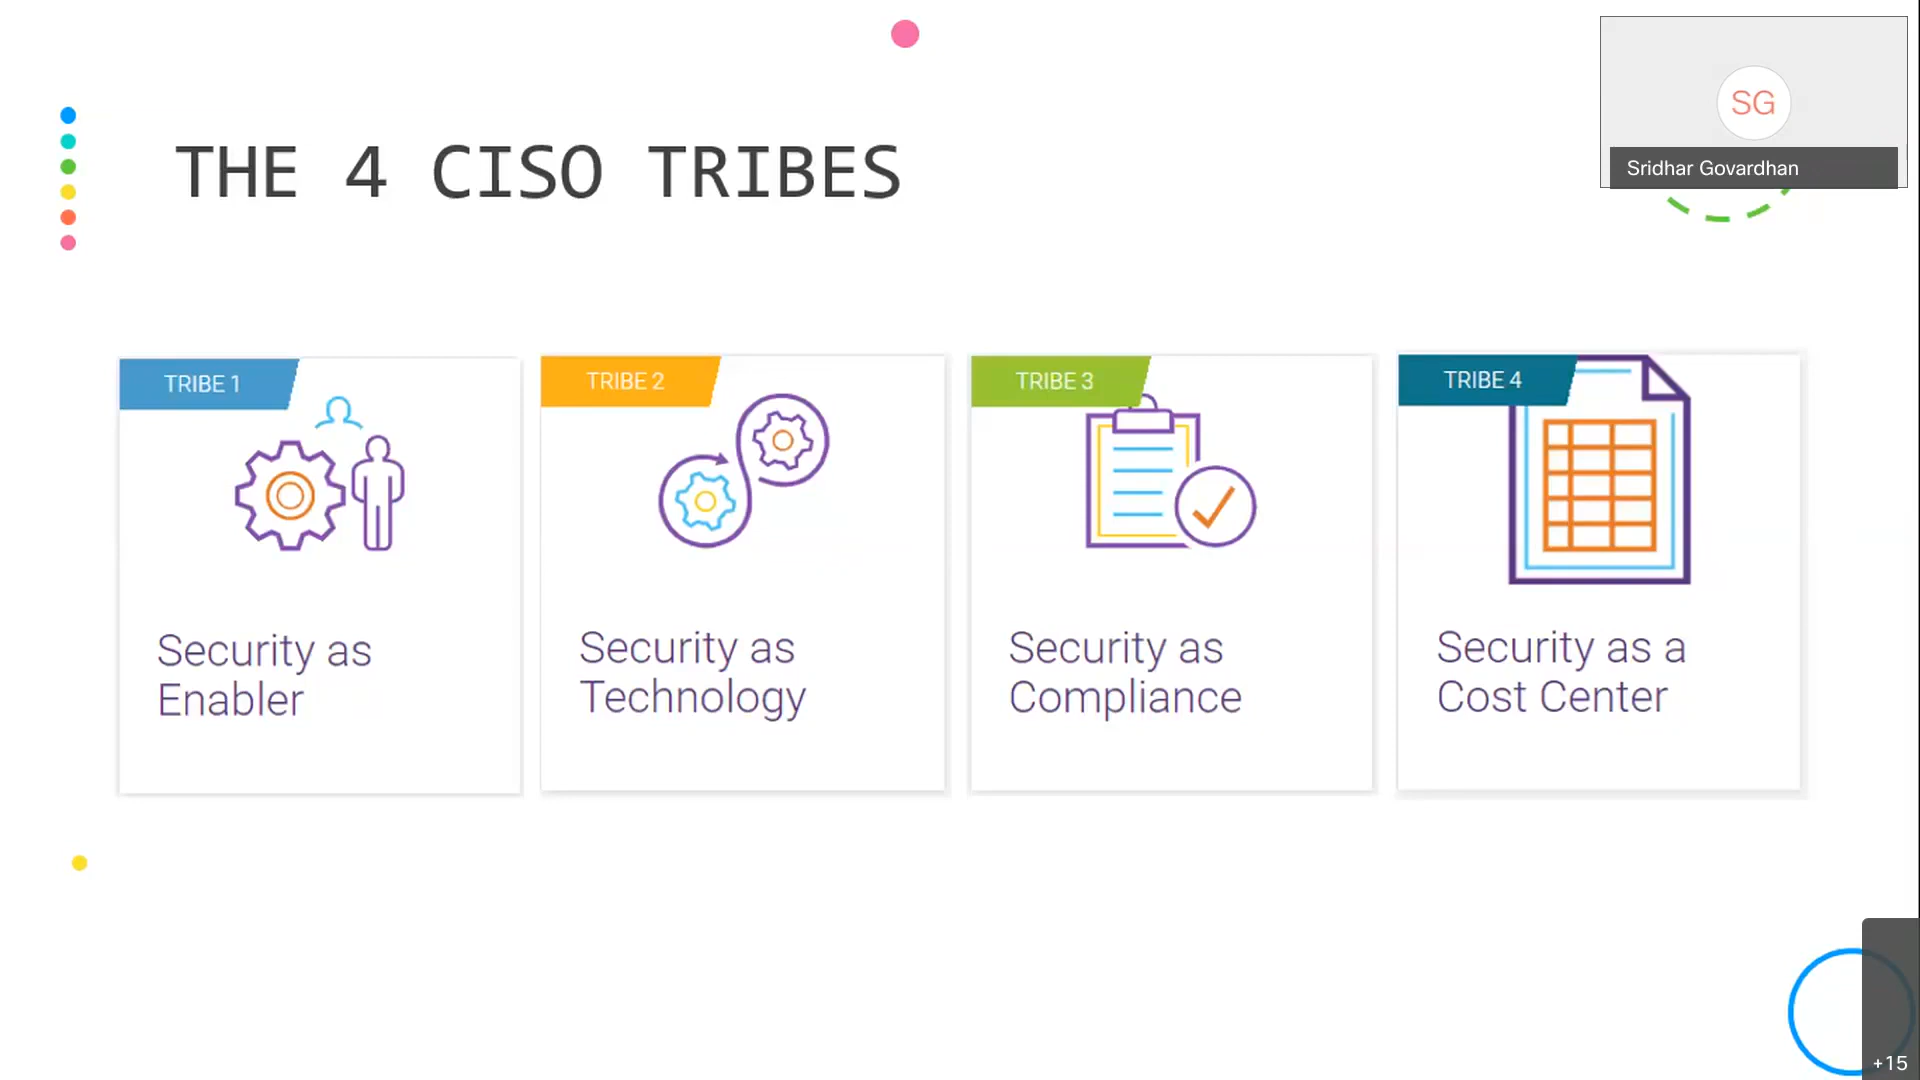 SG
Sridhar Govardhan
THE 4 CISO TRIBES
TRIBE 1
Security as
Enabler
TRIBE 2
Security as
Technology
TRIBE 3
Security as
Compliance
TRIBE 4
Security as a
Cost Center
+15